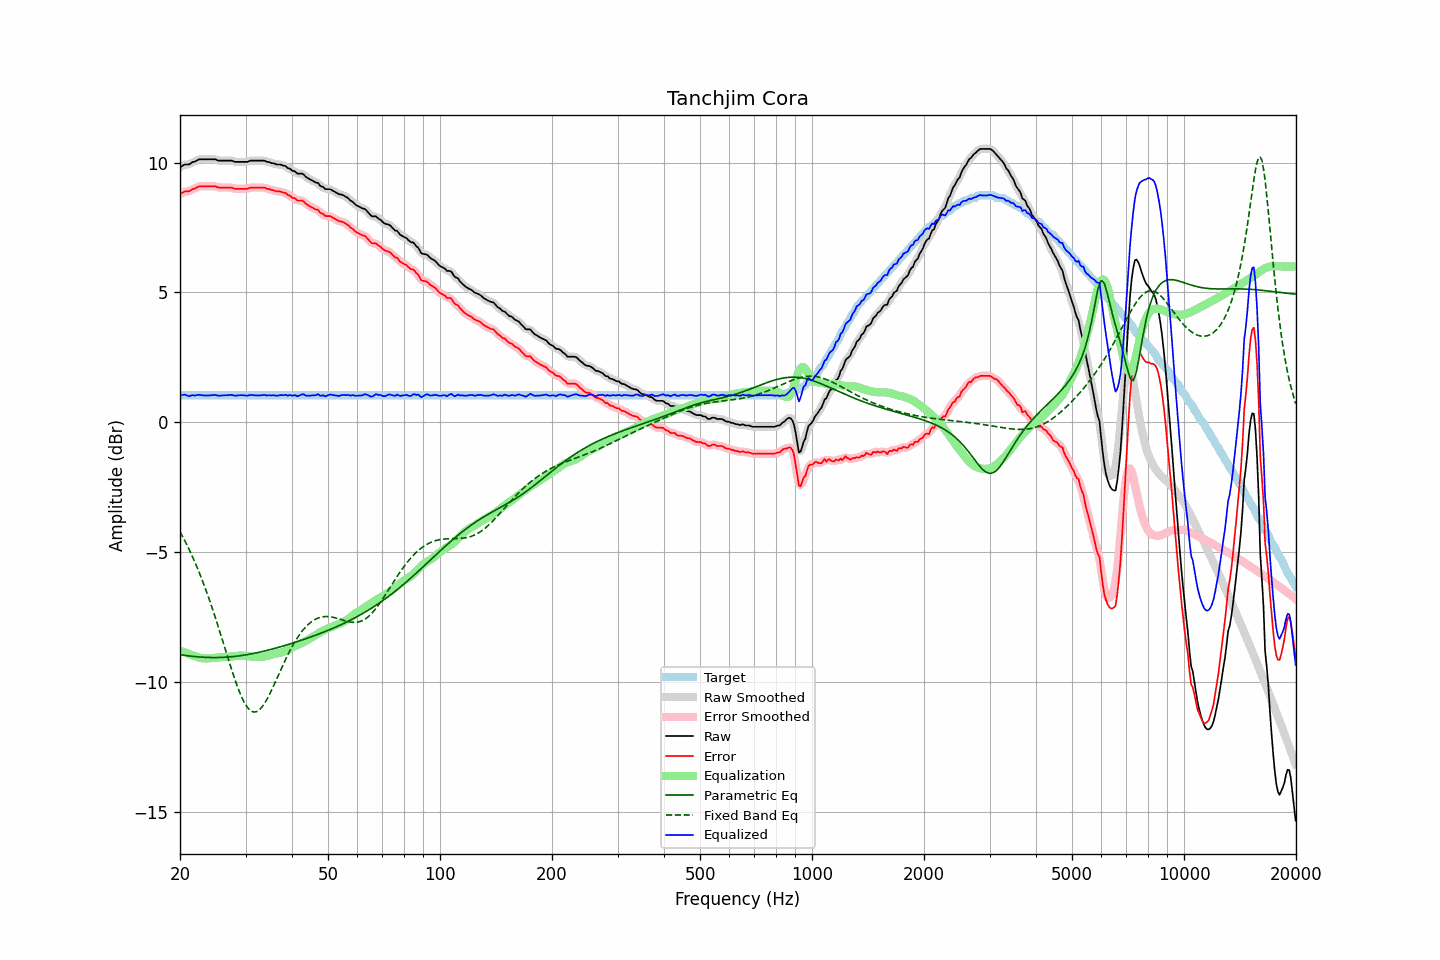 Tanchjim Cora
Amplitude (dBr)
10
5
0
−5
−10
−15
Target
Raw Smoothed
Error Smoothed
Raw
Error
Equalization
Parametric Eq
Fixed Band Eq
Equalized
20 50 100 200 500 1000 2000 5000 10000 20000
Frequency (Hz)